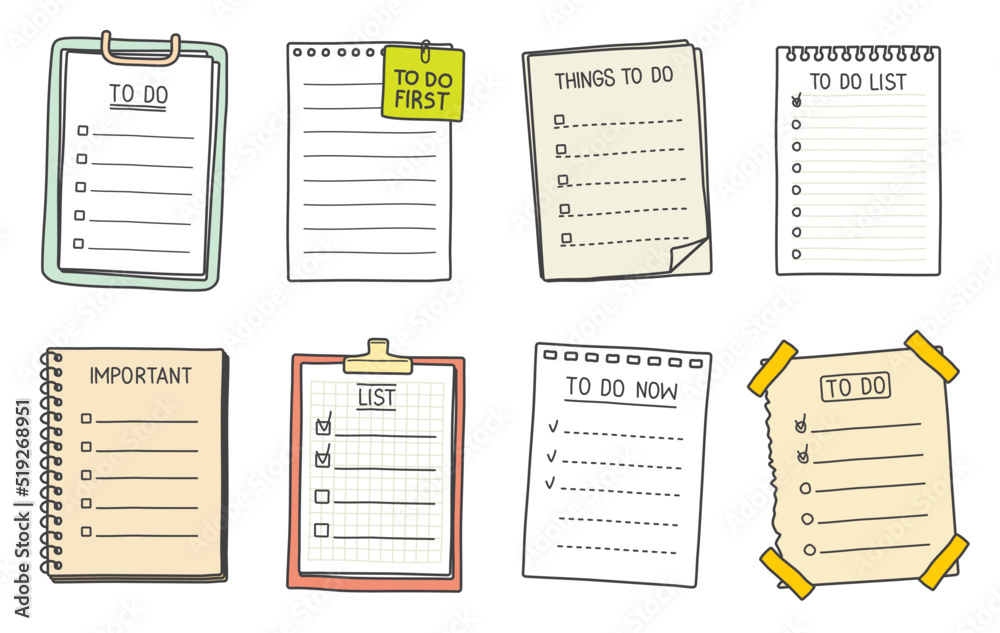 TO DO
TO DO
FIRST
THINGS TO DO
TO DO LIST
IMPORTANT
LIST
TO DO NOW
TO DO
Adobe Stock | #519268951